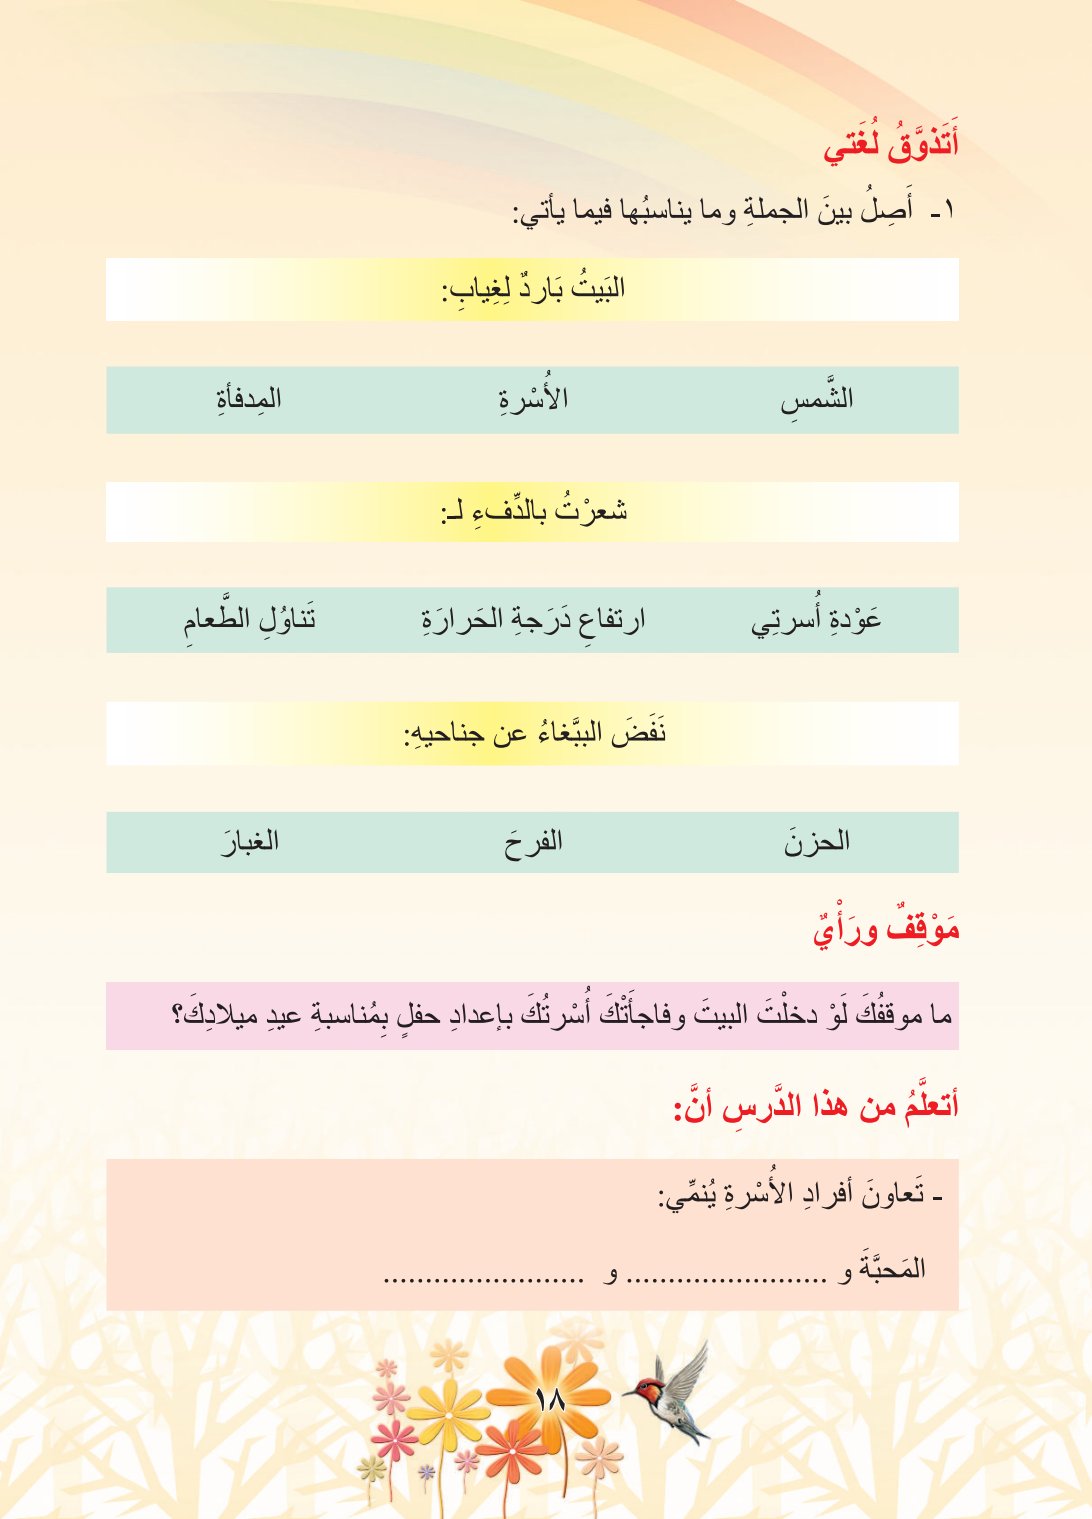 أَتَذوَّقُ لُغَتي
١- أَصِلُ بينَ الجملةِ وما يناسبُها فيما يأتي:
البَيتُ بَاردٌ لِغِيابِ:
الشَّمسِ الأُسْرةِ المِدفأةِ
شعرْتُ بالدِّفءِ لـ:
عَوْدةِ أُسرتِي ارتفاعِ دَرَجةِ الحَرارَةِ تَناوُلِ الطَّعامِ
نَفَضَ الببَّغاءُ عن جناحيهِ:
الحزنَ الفرحَ الغبارَ
مَوْقِفٌ ورَأْيٌ
ما موقفُكَ لَوْ دخلْتَ البيتَ وفاجأَتْكَ أُسْرتُكَ بإعدادِ حفلٍ بِمُناسبةِ عيدِ ميلادِكَ؟
أتعلَّمُ من هذا الدَّرسِ أنَّ:
- تَعاونَ أفرادِ الأُسْرةِ يُنمِّي:
المَحبَّةَ و ........................ و ........................
١٨